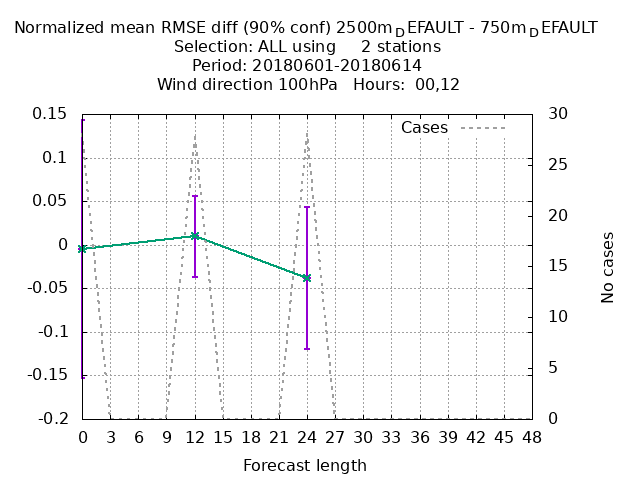 Normalized mean RMSE diff (90% conf) 2500m_DEFAULT - 750m_DEFAULT
Selection: ALL using 2 stations
Period: 20180601-20180614
Wind direction 100hPa Hours: 00,12
Cases
0.15
0.1
0.05
0
-0.05
-0.1
-0.15
-0.2
30
25
20
15
10
5
0
No cases
0 3 6 9 12 15 18 21 24 27 30 33 36 39 42 45 48
Forecast length